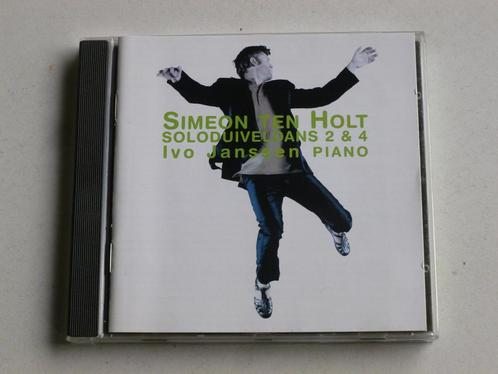 SIMEON TEN HOLT
SOLODUIVELDANS 2 & 4
Ivo Janssen PIANO